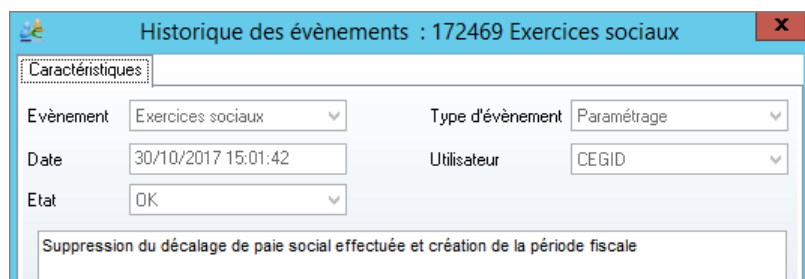 Historique des évènements : 172469 Exercices sociaux
x
Caractéristiques
Evènement Exercices sociaux Type d'évènement Paramétrage
Date 30/10/2017 15:01:42 Utilisateur CEGID
Etat OK
Suppression du décalage de paie social effectuée et création de la période fiscale